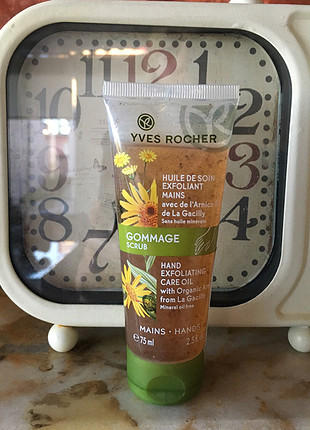 YVES ROCHER
HUILE DE SOIN
EXFOLIANT
MAINS
avec de l'Arnica
de La Gacilly
Sans huile minérale
GOMMAGE
SCRUB
HAND
EXFOLIATING
CARE OIL
with Organic
from La Gacilly
Mineral oil free
MAINS • HANDS
℮ 75 ml
2.5